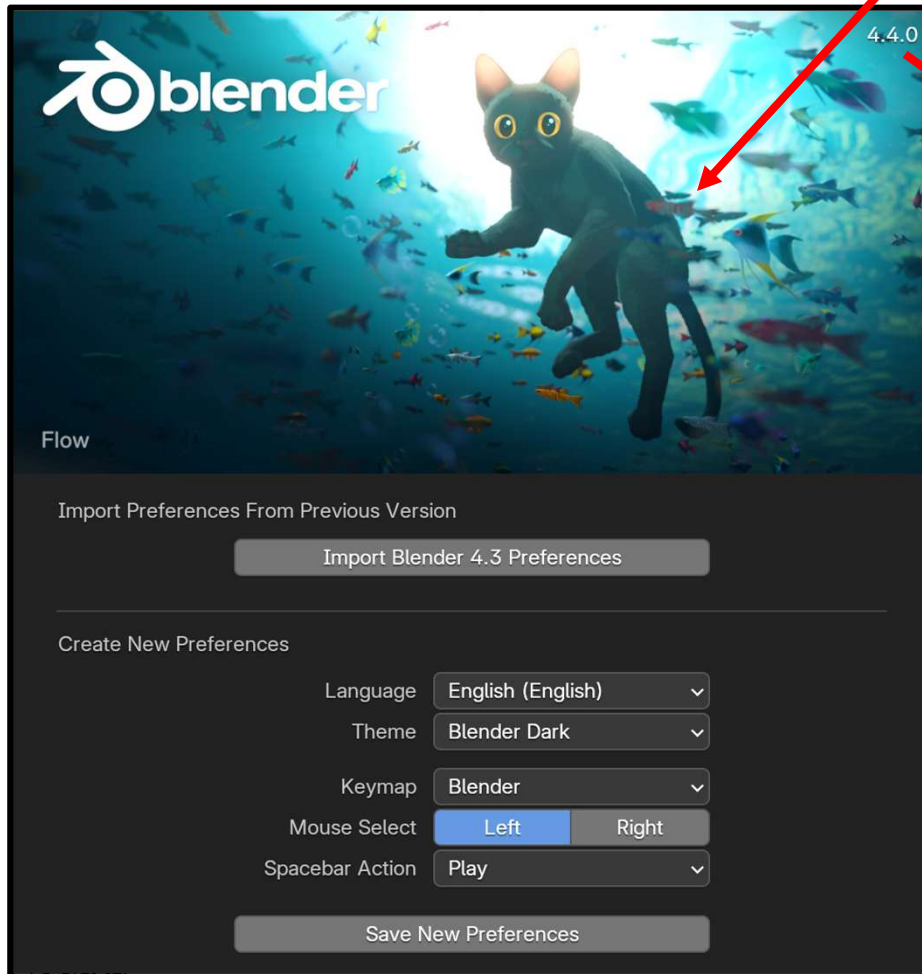 4.4.0
blender
Flow
Import Preferences From Previous Version
Import Blender 4.3 Preferences
Create New Preferences
Language English (English)
Theme Blender Dark
Keymap Blender
Mouse Select Left Right
Spacebar Action Play
Save New Preferences